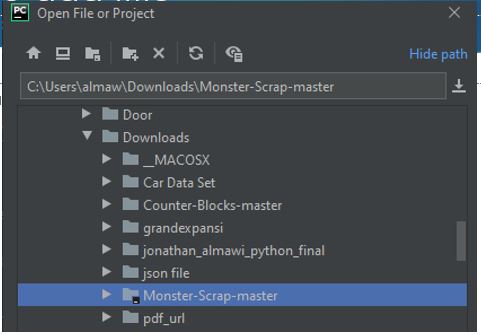 PC Open File or Project
Hide path
C:\Users\almaw\Downloads\Monster-Scrap-master
Door
Downloads
__MACOSX
Car Data Set
Counter-Blocks-master
grandexpansi
jonathan_almawi_python_final
json file
Monster-Scrap-master
pdf_url